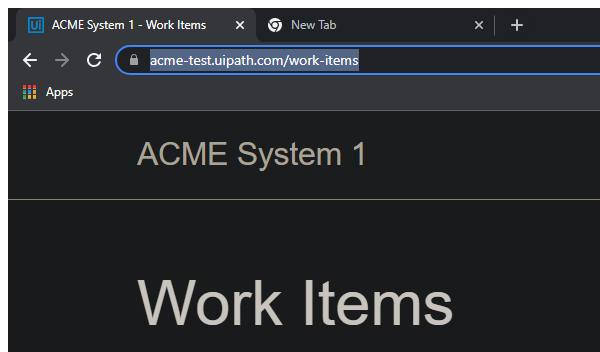 Ui ACME System 1 - Work Items New Tab
acme-test.uipath.com/work-items
Apps
ACME System 1
Work Items